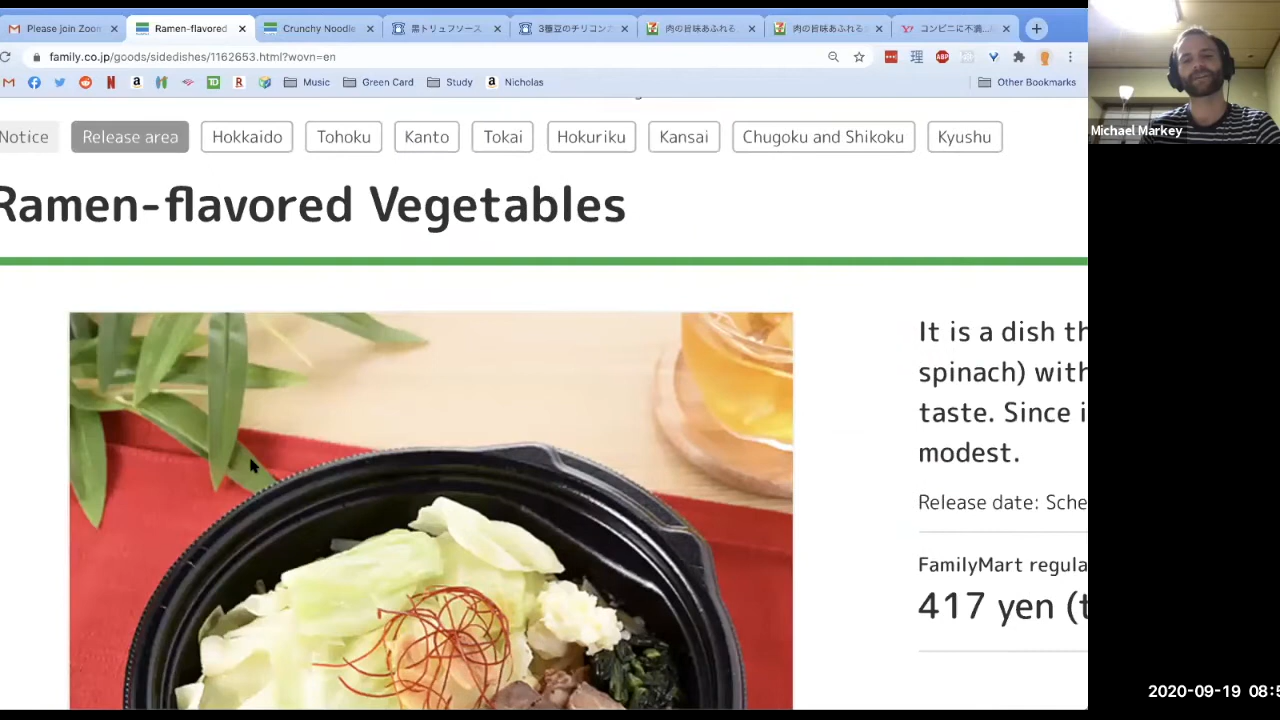 Please join Zoom
Ramen-flavored
Crunchy Noodle
黒トリュフソース
3種豆のチリコンカ
肉の旨味あふれる
肉の旨味あふれる
コンビニに不満
family.co.jp/goods/sidedishes/1162653.html?wovn=en
Music
Green Card
Study
Nicholas
Other Bookmarks
Michael Markey
Notice
Release area
Hokkaido
Tohoku
Kanto
Tokai
Hokuriku
Kansai
Chugoku and Shikoku
Kyushu
Ramen-flavored Vegetables
It is a dish th
spinach) with
taste. Since i
modest.
Release date: Sche
FamilyMart regula
417 yen (t
2020-09-19 08:5